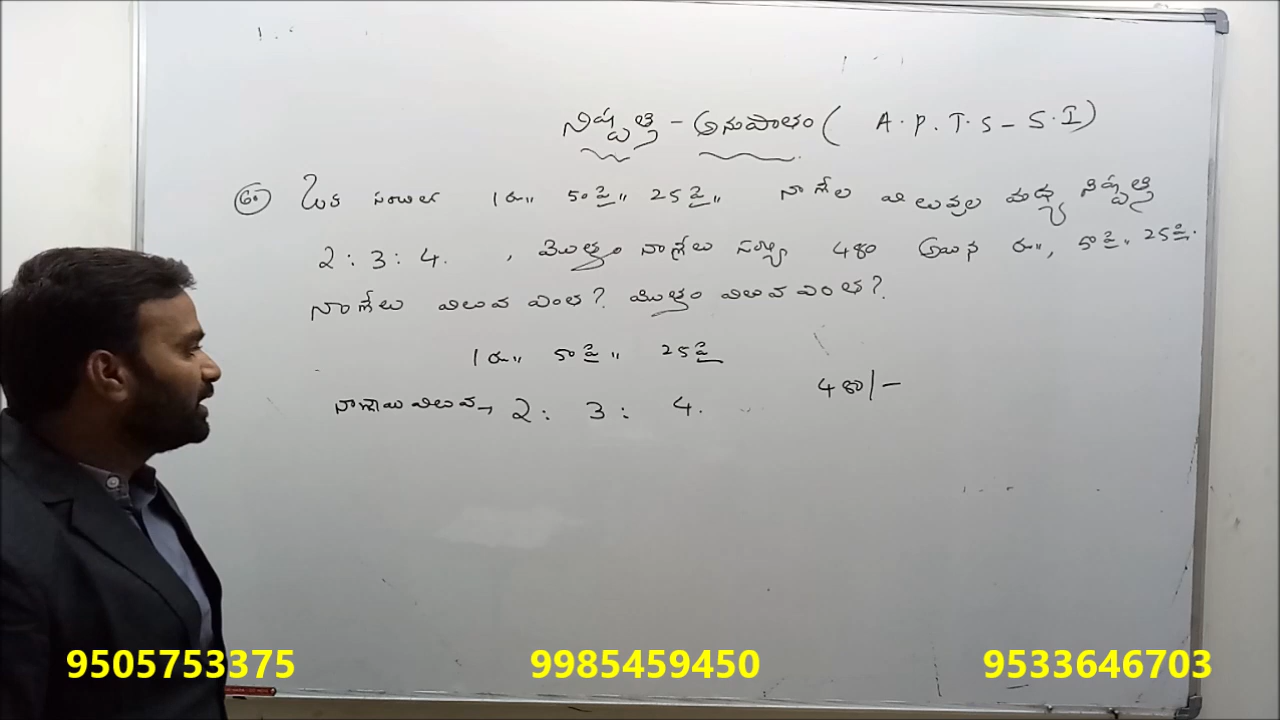 నిష్పత్తి - అనుపాతం ( A.P.T.S - S.I )
60 ఒక సంచిలో 1రూ" 50పై" 25పై" నాణేల విలువల మధ్య నిష్పత్తి
2 : 3 : 4. , మొత్తం నాణేలు సంఖ్య 480 అయిన రూ", 50పై" 25పై.
నాణేలు విలువ ఎంత? మొత్తం విలువ ఎంత?
1రూ" 50పై" 25పై
నాణేల విలువ → 2 : 3 : 4. 480/-
9505753375 9985459450 9533646703